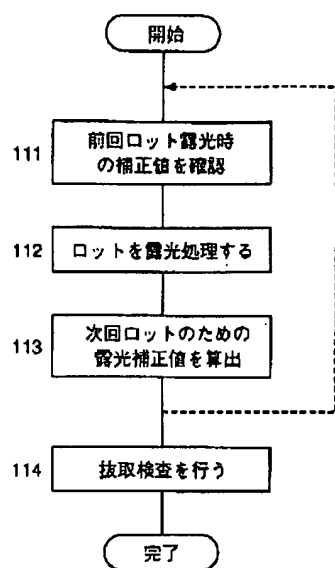 開始
111
前回ロット露光時
の補正値を確認
112
ロットを露光処理する
113
次回ロットのための
露光補正値を算出
114
抜取検査を行う
完了